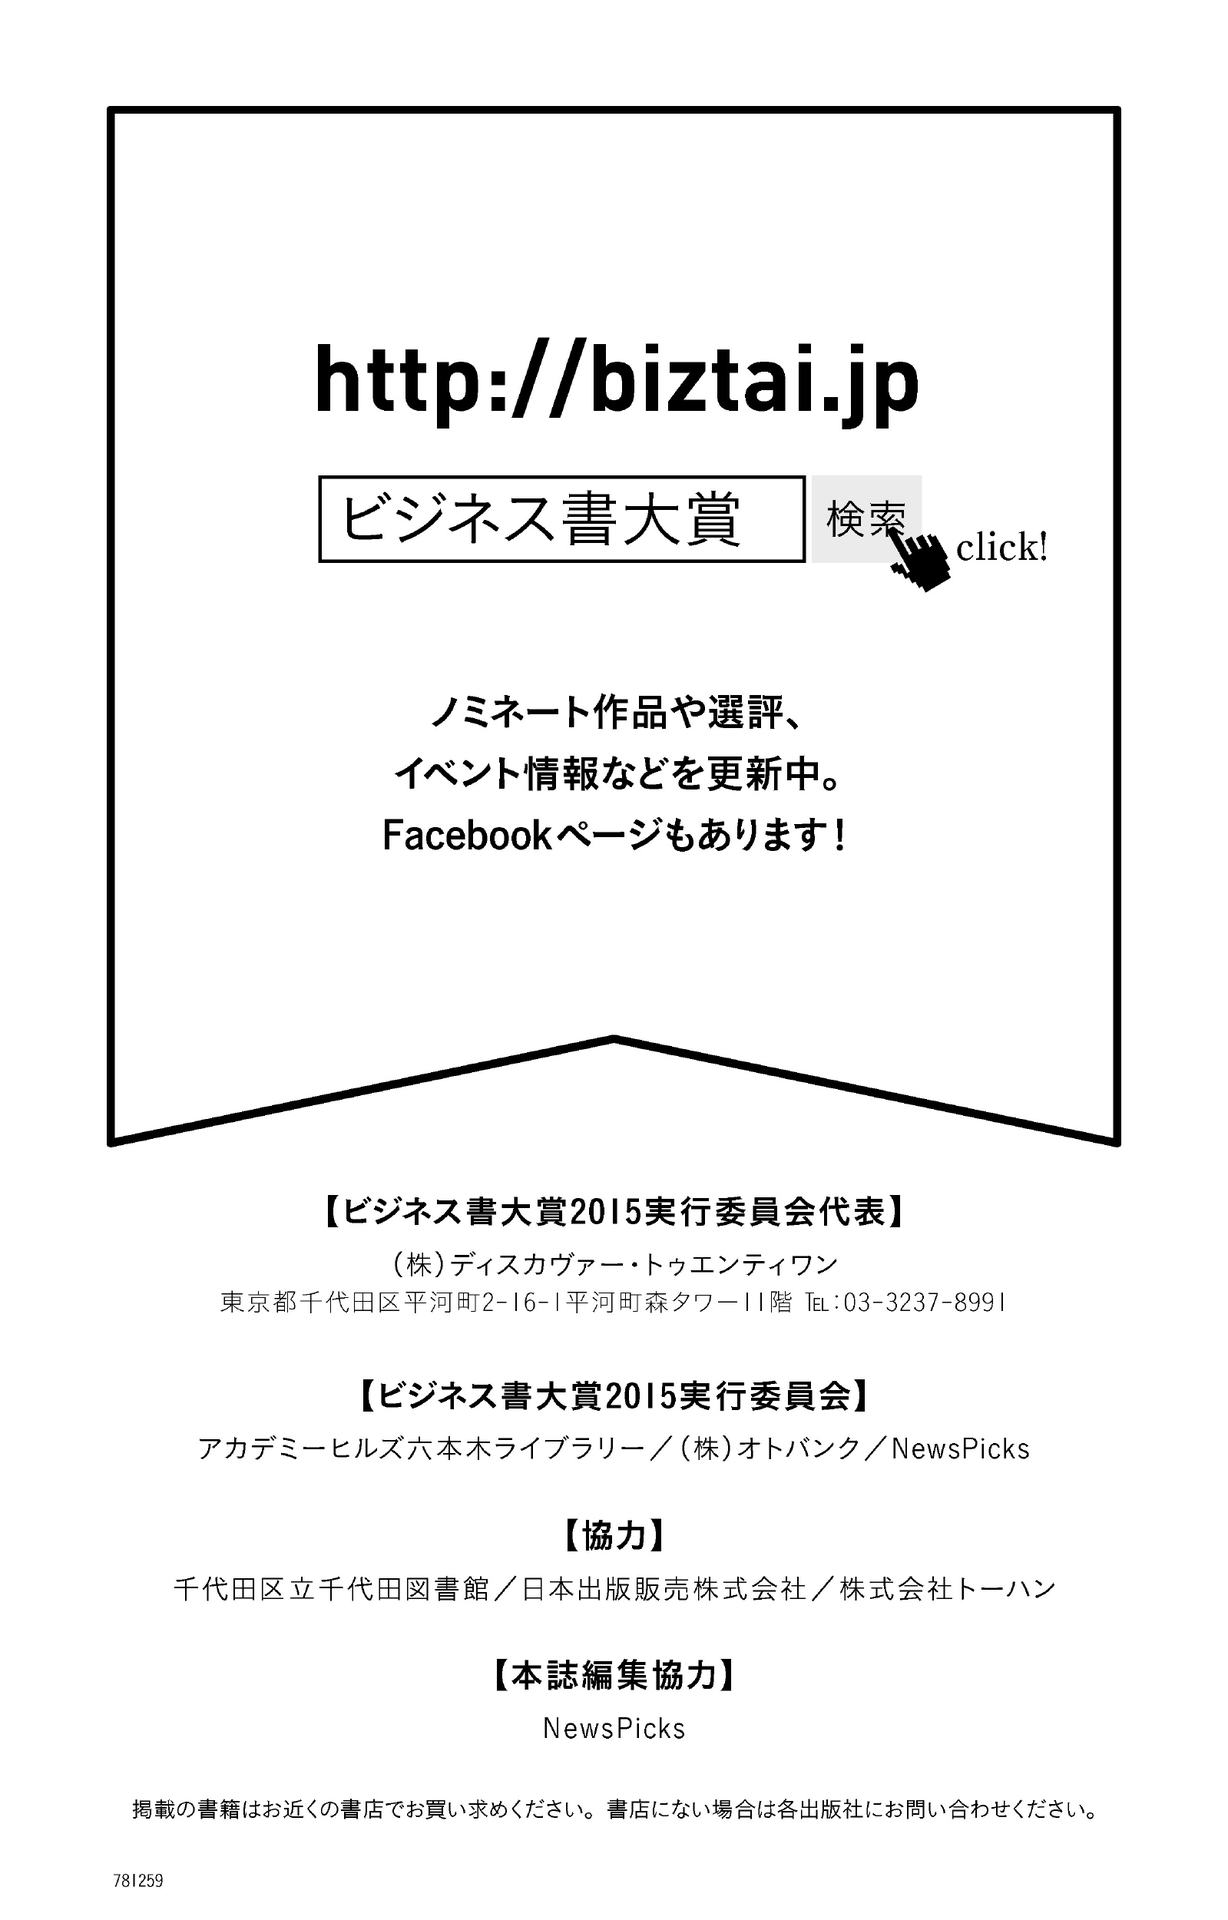 http://biztai.jp
ビジネス書大賞 検索 click!
ノミネート作品や選評、
イベント情報などを更新中。
Facebookページもあります！
【ビジネス書大賞2015実行委員会代表】
（株）ディスカヴァー・トゥエンティワン
東京都千代田区平河町2-16-1平河町森タワー11階 ℡：03-3237-8991
【ビジネス書大賞2015実行委員会】
アカデミーヒルズ六本木ライブラリー／（株）オトバンク／NewsPicks
【協力】
千代田区立千代田図書館／日本出版販売株式会社／株式会社トーハン
【本誌編集協力】
NewsPicks
掲載の書籍はお近くの書店でお買い求めください。書店にない場合は各出版社にお問い合わせください。
781259